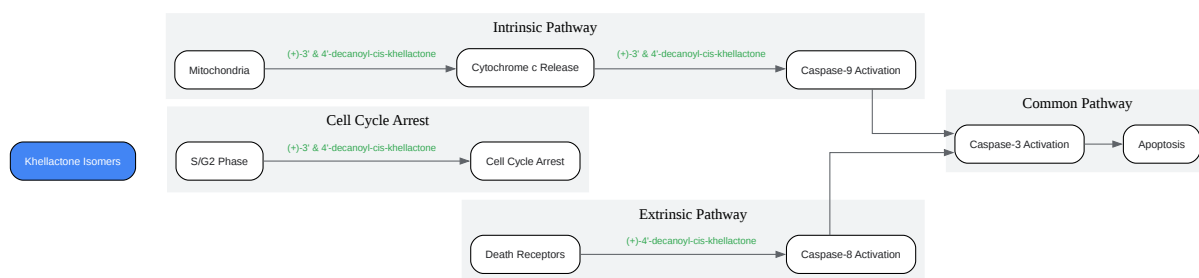 Khellactone Isomers
Intrinsic Pathway
Mitochondria
(+)-3' & 4'-decanoyl-cis-khellactone
Cytochrome c Release
(+)-3' & 4'-decanoyl-cis-khellactone
Caspase-9 Activation
Cell Cycle Arrest
S/G2 Phase
(+)-3' & 4'-decanoyl-cis-khellactone
Cell Cycle Arrest
Extrinsic Pathway
Death Receptors
(+)-4'-decanoyl-cis-khellactone
Caspase-8 Activation
Common Pathway
Caspase-3 Activation
Apoptosis